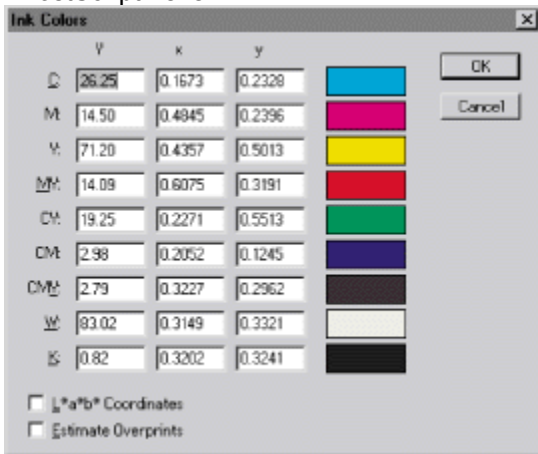 Ink Colors
Y x y
C: 26.25 0.1673 0.2328 OK
M: 14.50 0.4845 0.2396 Cancel
Y: 71.20 0.4357 0.5013
MY: 14.09 0.6075 0.3191
CY: 19.25 0.2271 0.5513
CM: 2.98 0.2052 0.1245
CMY: 2.79 0.3227 0.2962
W: 83.02 0.3149 0.3321
K: 0.82 0.3202 0.3241
L*a*b* Coordinates
Estimate Overprints